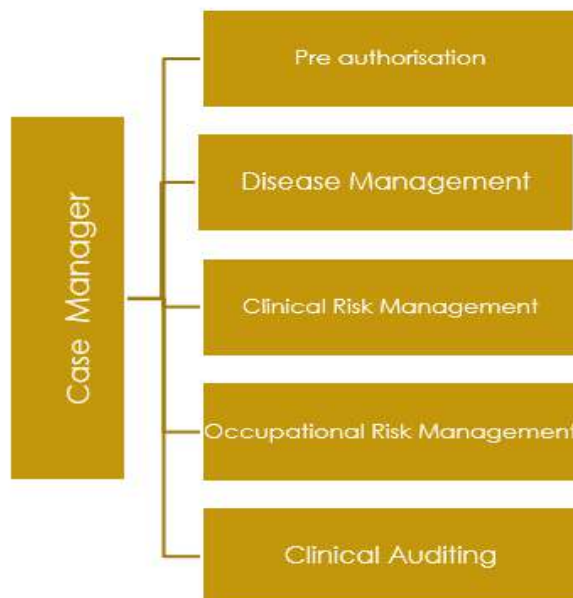 Case Manager
Pre authorisation
Disease Management
Clinical Risk Management
Occupational Risk Management
Clinical Auditing